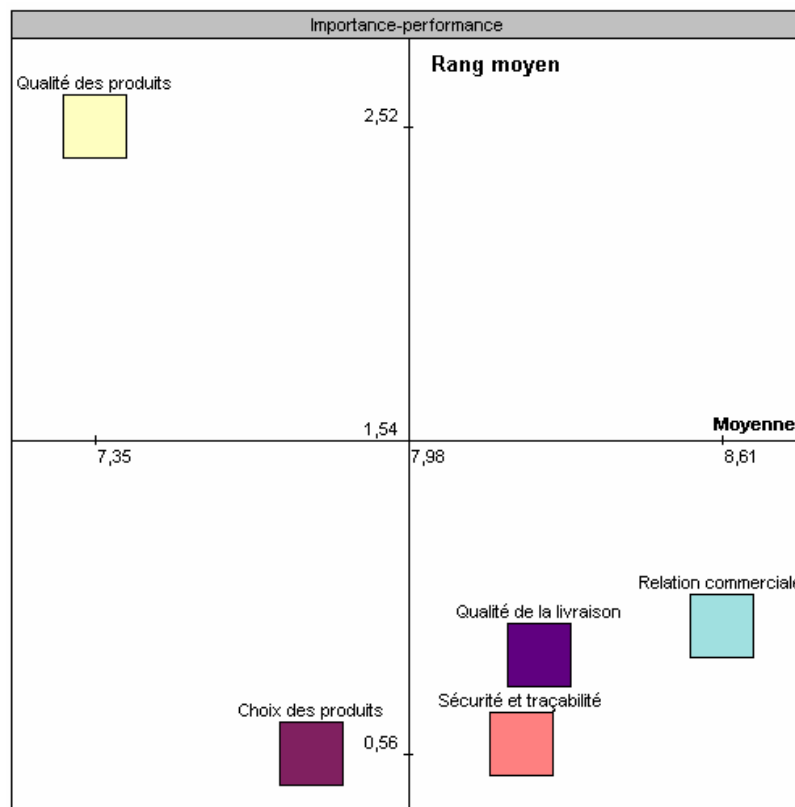 Importance-performance
Rang moyen
Qualité des produits
2,52
1,54
Moyenne
7,35
7,98
8,61
Relation commerciale
Qualité de la livraison
Sécurité et traçabilité
Choix des produits
0,56